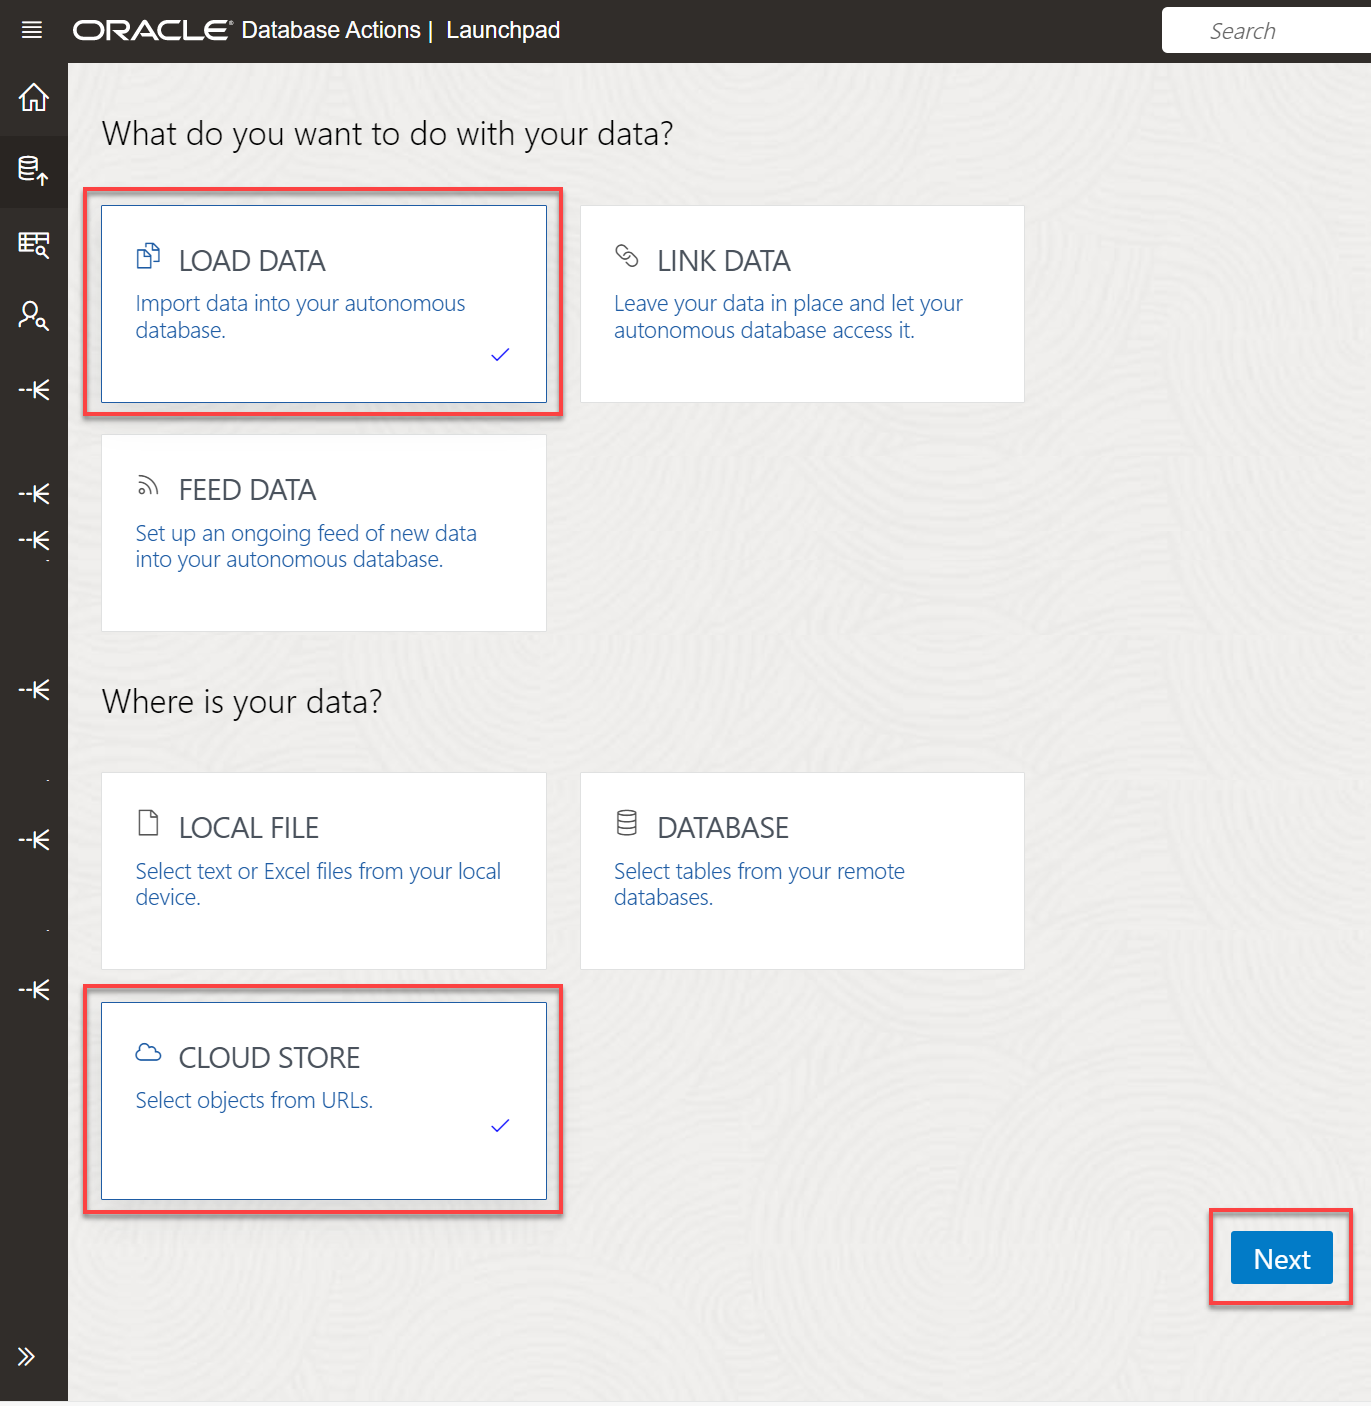 ORACLE® Database Actions | Launchpad
Search
What do you want to do with your data?
LOAD DATA
Import data into your autonomous
database.
LINK DATA
Leave your data in place and let your
autonomous database access it.
FEED DATA
Set up an ongoing feed of new data
into your autonomous database.
Where is your data?
LOCAL FILE
Select text or Excel files from your local
device.
DATABASE
Select tables from your remote
databases.
CLOUD STORE
Select objects from URLs.
Next